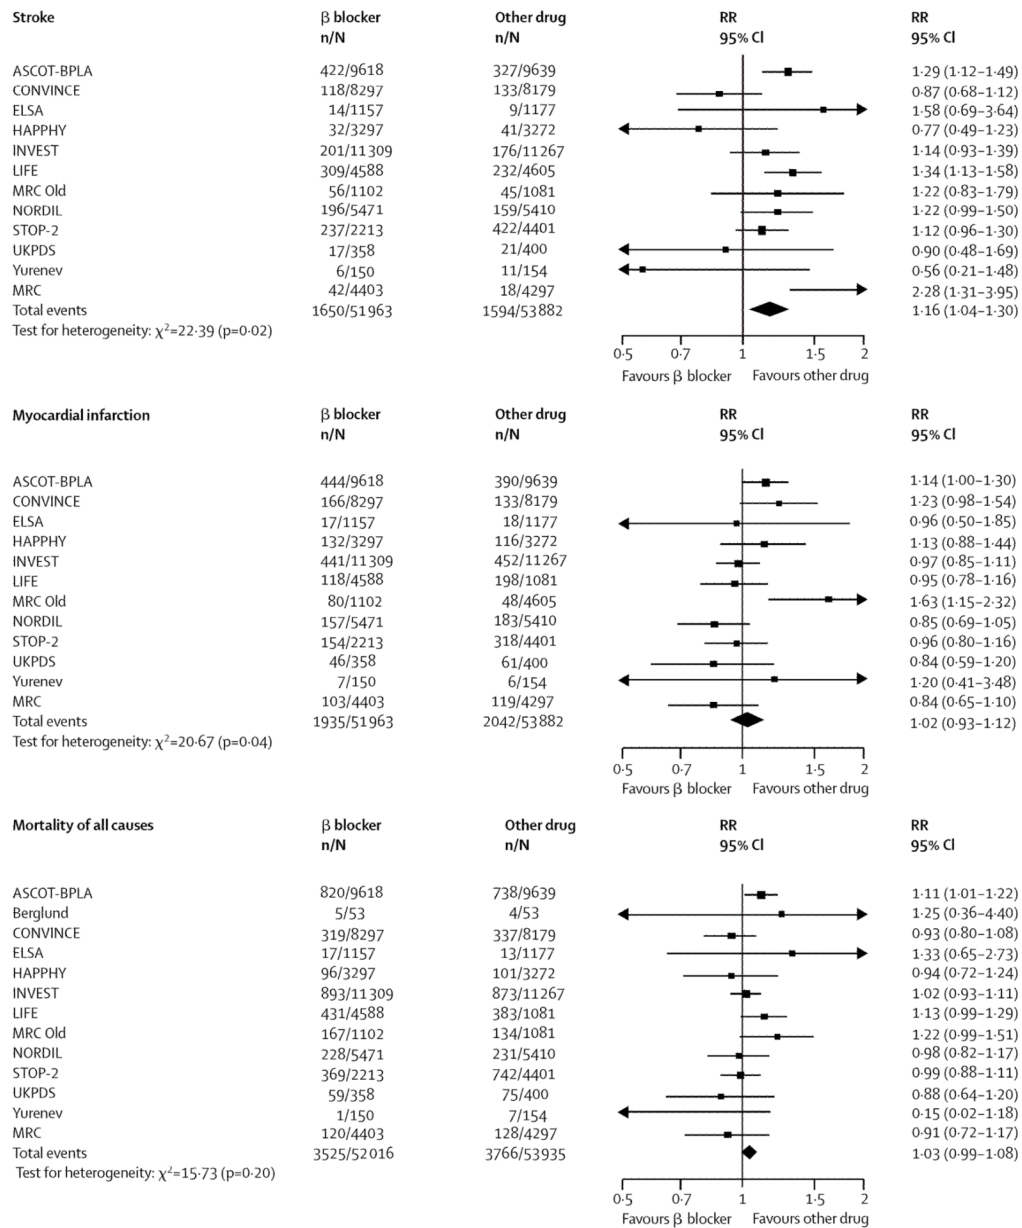 Stroke β blocker Other drug RR RR
n/N n/N 95% CI 95% CI
ASCOT-BPLA 422/9618 327/9639 1·29 (1·12–1·49)
CONVINCE 118/8297 133/8179 0·87 (0·68–1·12)
ELSA 14/1157 9/1177 1·58 (0·69–3·64)
HAPPHY 32/3297 41/3272 0·77 (0·49–1·23)
INVEST 201/11309 176/11267 1·14 (0·93–1·39)
LIFE 309/4588 232/4605 1·34 (1·13–1·58)
MRC Old 56/1102 45/1081 1·22 (0·83–1·79)
NORDIL 196/5471 159/5410 1·22 (0·99–1·50)
STOP-2 237/2213 422/4401 1·12 (0·96–1·30)
UKPDS 17/358 21/400 0·90 (0·48–1·69)
Yurenev 6/150 11/154 0·56 (0·21–1·48)
MRC 42/4403 18/4297 2·28 (1·31–3·95)
Total events 1650/51963 1594/53882 1·16 (1·04–1·30)
Test for heterogeneity: χ²=22·39 (p=0·02)
0·5 0·7 1 1·5 2
Favours β blocker Favours other drug
Myocardial infarction β blocker Other drug RR RR
n/N n/N 95% CI 95% CI
ASCOT-BPLA 444/9618 390/9639 1·14 (1·00–1·30)
CONVINCE 166/8297 133/8179 1·23 (0·98–1·54)
ELSA 17/1157 18/1177 0·96 (0·50–1·85)
HAPPHY 132/3297 116/3272 1·13 (0·88–1·44)
INVEST 441/11309 452/11267 0·97 (0·85–1·11)
LIFE 118/4588 198/1081 0·95 (0·78–1·16)
MRC Old 80/1102 48/4605 1·63 (1·15–2·32)
NORDIL 157/5471 183/5410 0·85 (0·69–1·05)
STOP-2 154/2213 318/4401 0·96 (0·80–1·16)
UKPDS 46/358 61/400 0·84 (0·59–1·20)
Yurenev 7/150 6/154 1·20 (0·41–3·48)
MRC 103/4403 119/4297 0·84 (0·65–1·10)
Total events 1935/51963 2042/53882 1·02 (0·93–1·12)
Test for heterogeneity: χ²=20·67 (p=0·04)
0·5 0·7 1 1·5 2
Favours β blocker Favours other drug
Mortality of all causes β blocker Other drug RR RR
n/N n/N 95% CI 95% CI
ASCOT-BPLA 820/9618 738/9639 1·11 (1·01–1·22)
Berglund 5/53 4/53 1·25 (0·36–4·40)
CONVINCE 319/8297 337/8179 0·93 (0·80–1·08)
ELSA 17/1157 13/1177 1·33 (0·65–2·73)
HAPPHY 96/3297 101/3272 0·94 (0·72–1·24)
INVEST 893/11309 873/11267 1·02 (0·93–1·11)
LIFE 431/4588 383/1081 1·13 (0·99–1·29)
MRC Old 167/1102 134/1081 1·22 (0·99–1·51)
NORDIL 228/5471 231/5410 0·98 (0·82–1·17)
STOP-2 369/2213 742/4401 0·99 (0·88–1·11)
UKPDS 59/358 75/400 0·88 (0·64–1·20)
Yurenev 1/150 7/154 0·15 (0·02–1·18)
MRC 120/4403 128/4297 0·91 (0·72–1·17)
Total events 3525/52016 3766/53935 1·03 (0·99–1·08)
Test for heterogeneity: χ²=15·73 (p=0·20)
0·5 0·7 1 1·5 2
Favours β blocker Favours other drug